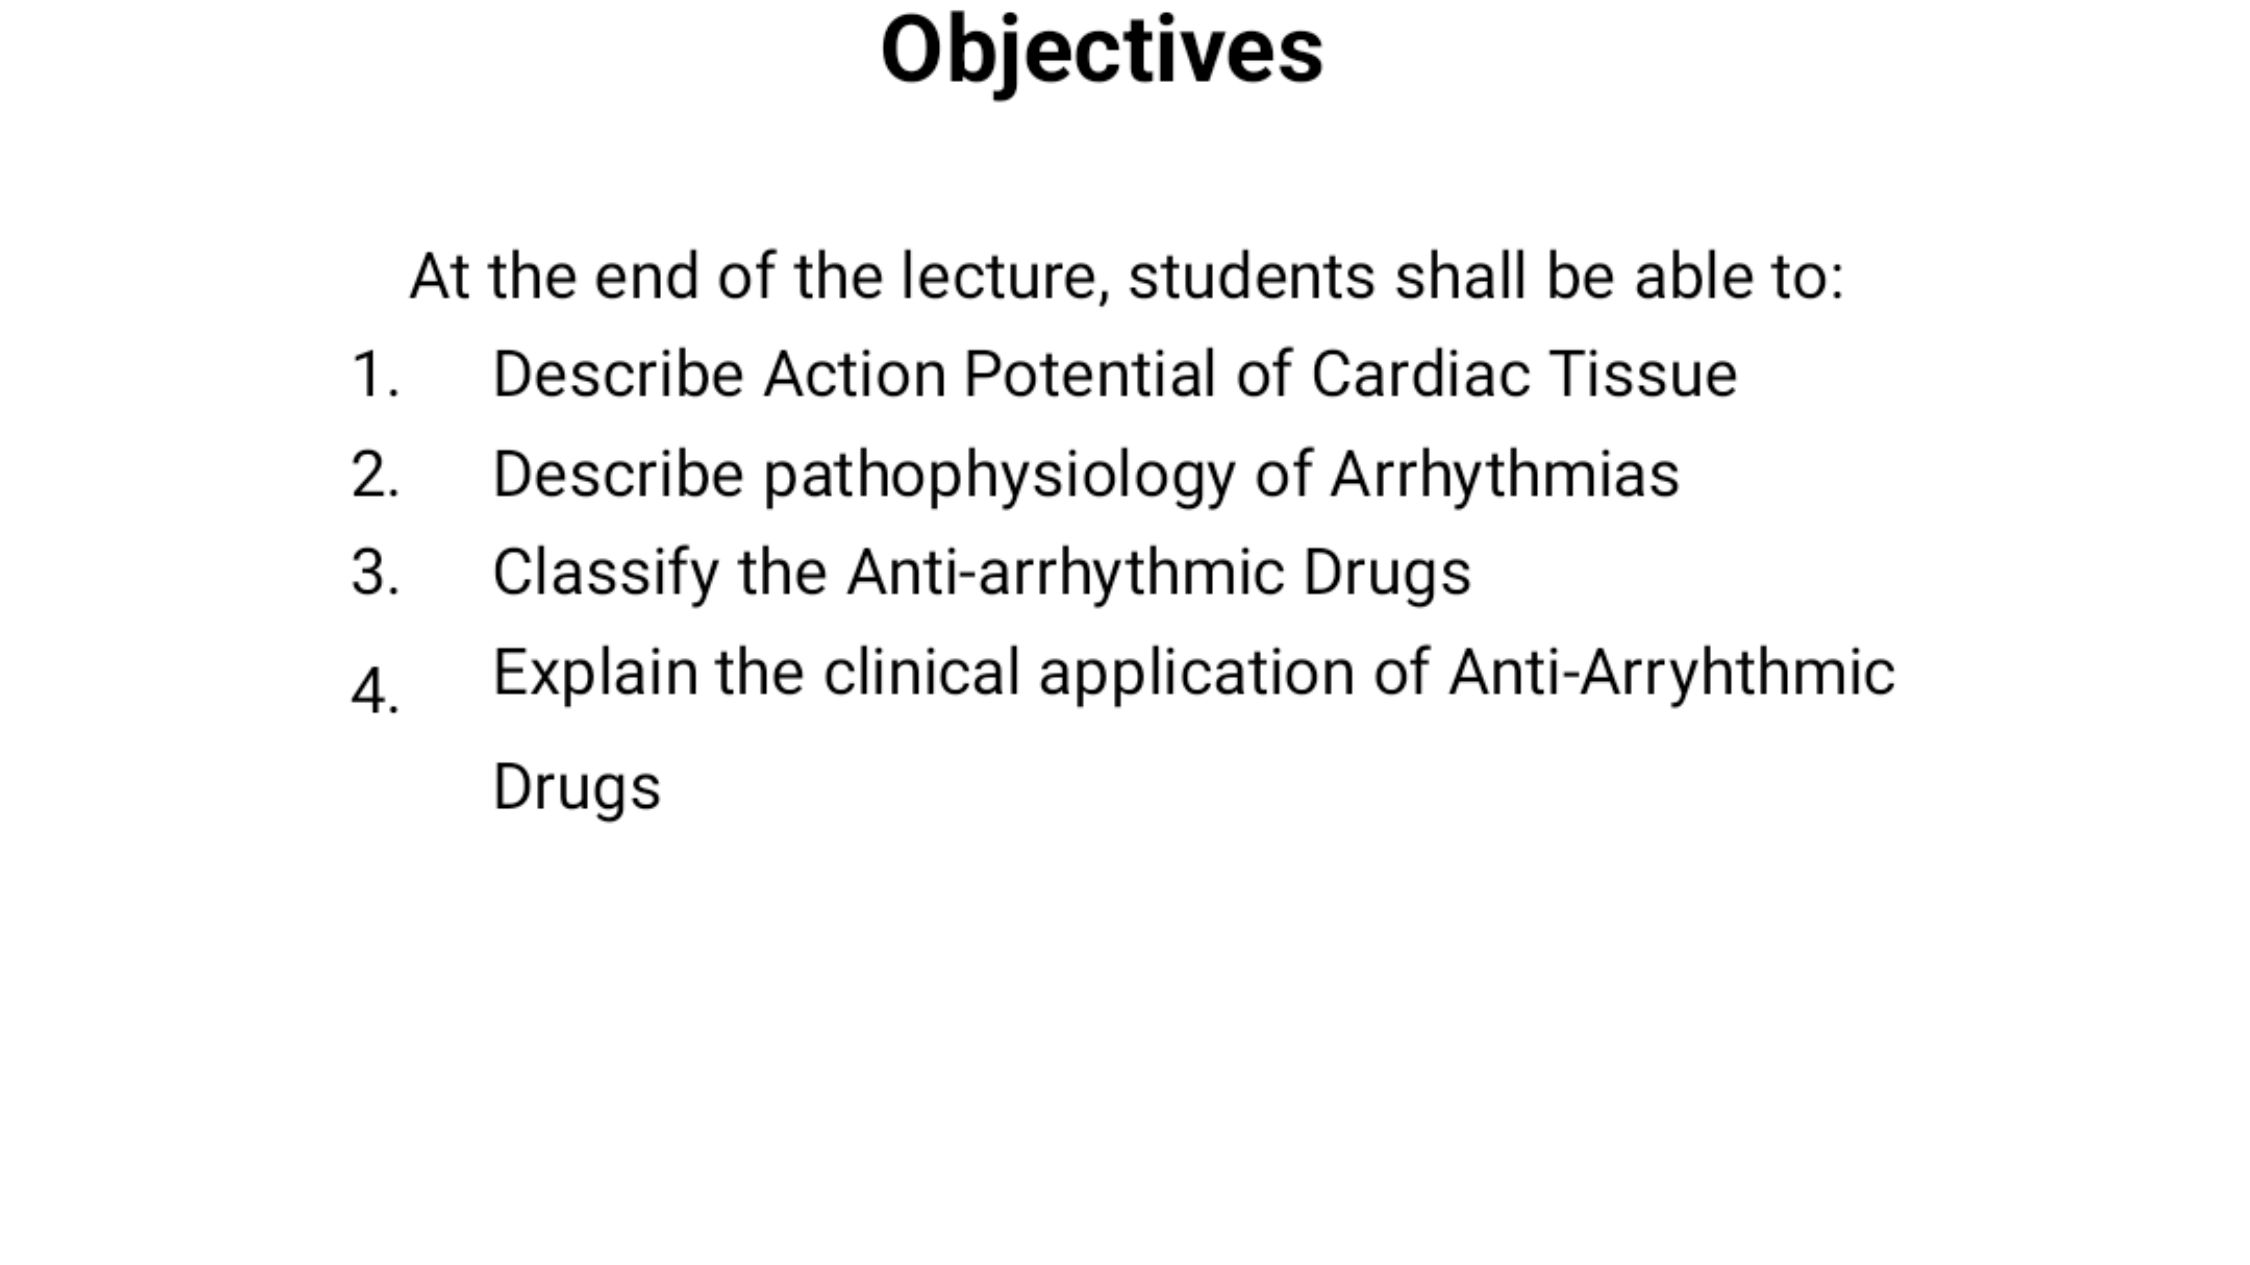 Objectives
At the end of the lecture, students shall be able to:
1. Describe Action Potential of Cardiac Tissue
2. Describe pathophysiology of Arrhythmias
3. Classify the Anti-arrhythmic Drugs
4. Explain the clinical application of Anti-Arryhthmic
Drugs